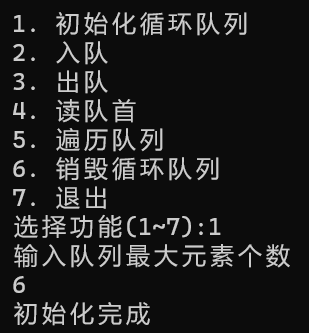 1. 初始化循环队列
2. 入队
3. 出队
4. 读队首
5. 遍历队列
6. 销毁循环队列
7. 退出
选择功能(1~7):1
输入队列最大元素个数
6
初始化完成